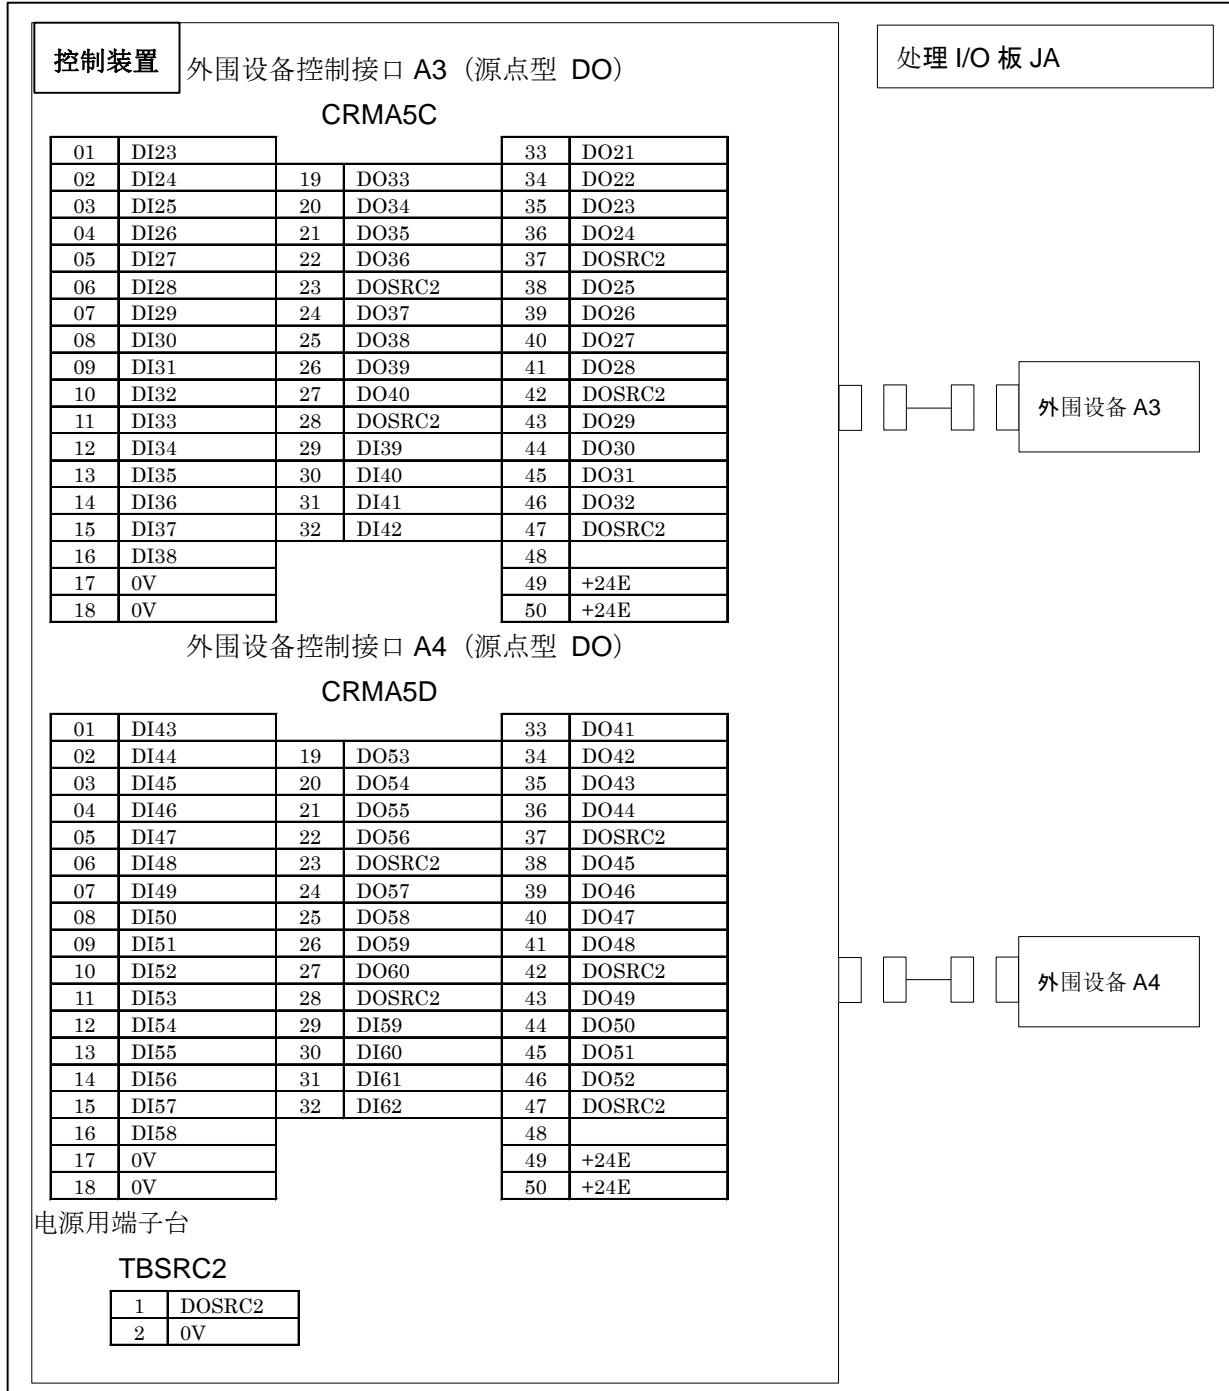 控制装置
外围设备控制接口 A3（源点型 DO）
处理 I/O 板 JA
CRMA5C
01 DI23 33 DO21
02 DI24 19 DO33 34 DO22
03 DI25 20 DO34 35 DO23
04 DI26 21 DO35 36 DO24
05 DI27 22 DO36 37 DOSRC2
06 DI28 23 DOSRC2 38 DO25
07 DI29 24 DO37 39 DO26
08 DI30 25 DO38 40 DO27
09 DI31 26 DO39 41 DO28
10 DI32 27 DO40 42 DOSRC2
11 DI33 28 DOSRC2 43 DO29
12 DI34 29 DI39 44 DO30
13 DI35 30 DI40 45 DO31
14 DI36 31 DI41 46 DO32
15 DI37 32 DI42 47 DOSRC2
16 DI38 48
17 0V 49 +24E
18 0V 50 +24E
外围设备 A3
外围设备控制接口 A4（源点型 DO）
CRMA5D
01 DI43 33 DO41
02 DI44 19 DO53 34 DO42
03 DI45 20 DO54 35 DO43
04 DI46 21 DO55 36 DO44
05 DI47 22 DO56 37 DOSRC2
06 DI48 23 DOSRC2 38 DO45
07 DI49 24 DO57 39 DO46
08 DI50 25 DO58 40 DO47
09 DI51 26 DO59 41 DO48
10 DI52 27 DO60 42 DOSRC2
11 DI53 28 DOSRC2 43 DO49
12 DI54 29 DI59 44 DO50
13 DI55 30 DI60 45 DO51
14 DI56 31 DI61 46 DO52
15 DI57 32 DI62 47 DOSRC2
16 DI58 48
17 0V 49 +24E
18 0V 50 +24E
外围设备 A4
电源用端子台
TBSRC2
1 DOSRC2
2 0V